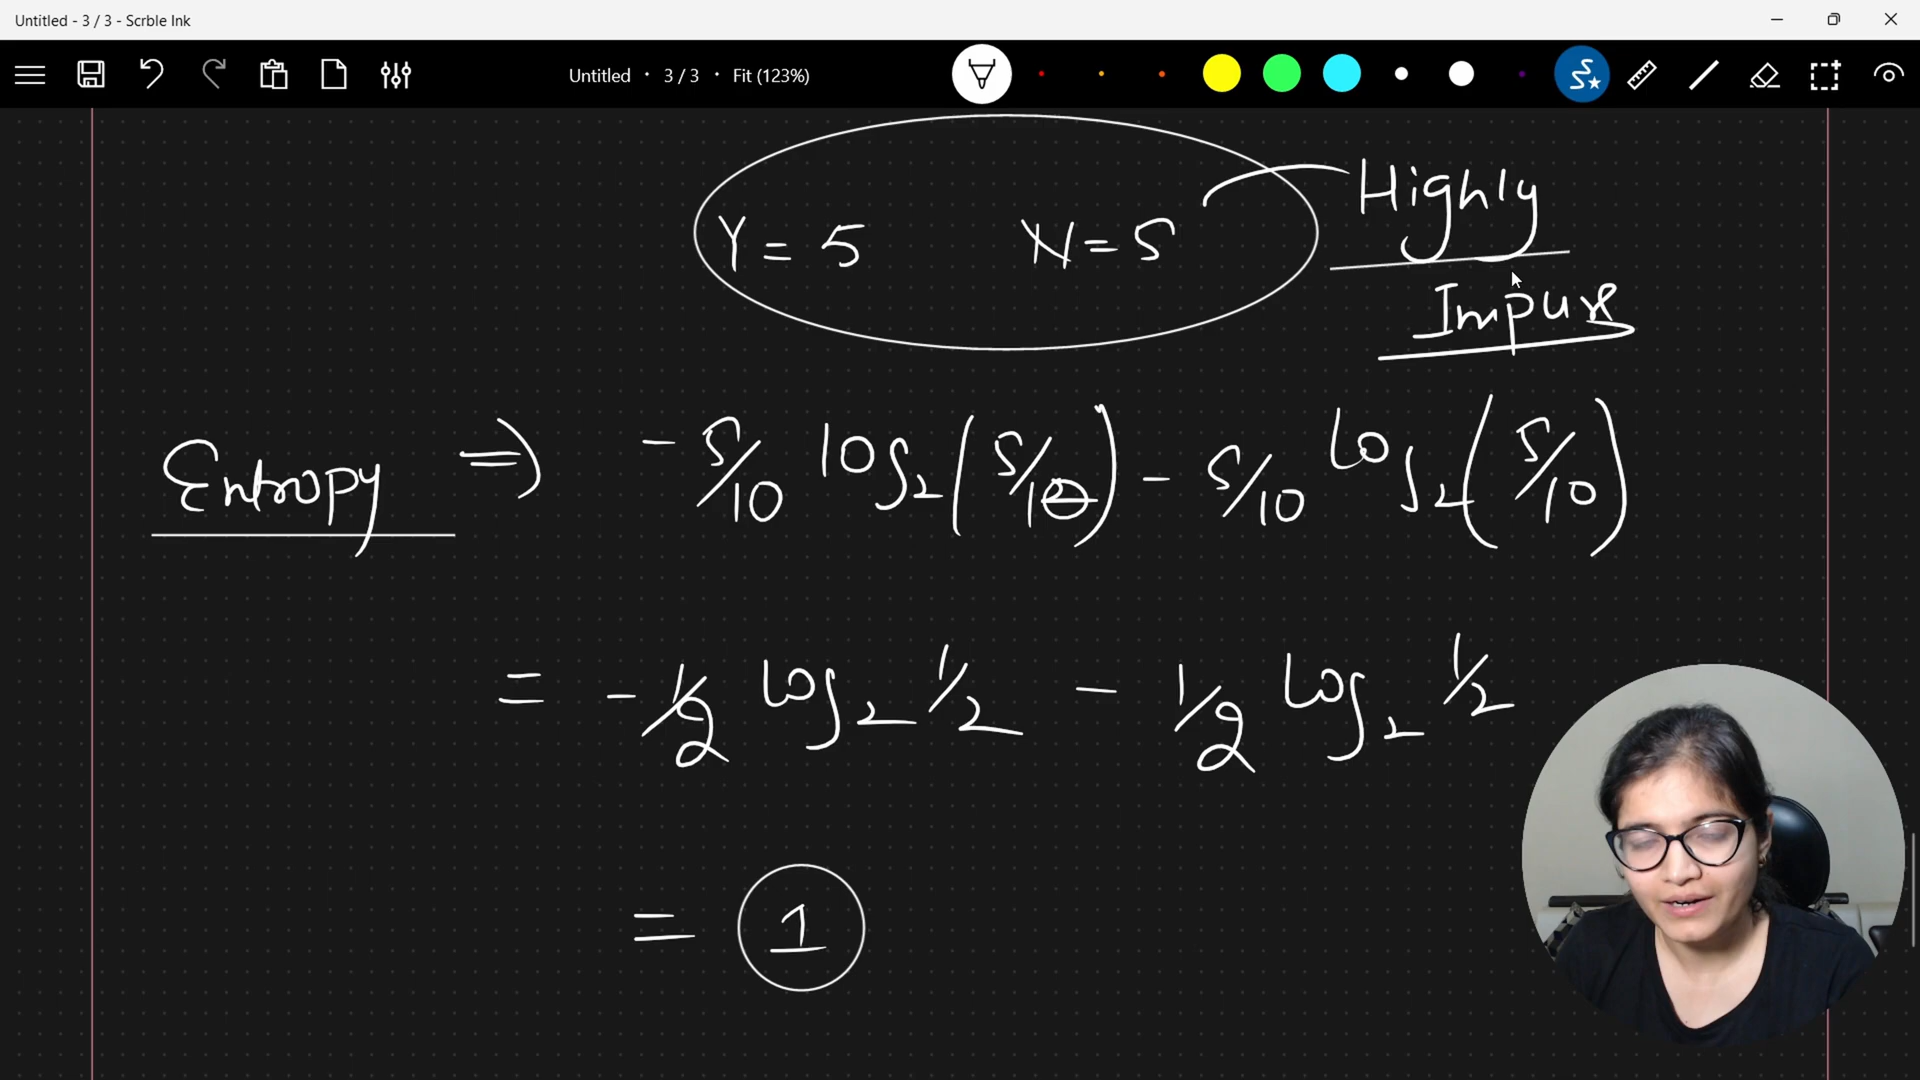 Untitled - 3 / 3 - Scrble Ink
Untitled • 3 / 3 • Fit (123%)
Y = 5 N = 5
Highly
Impure
Entropy => - 5/10 log₂(5/10) - 5/10 log₂(5/10)
= - 1/2 log₂ 1/2 - 1/2 log₂ 1/2
= 1